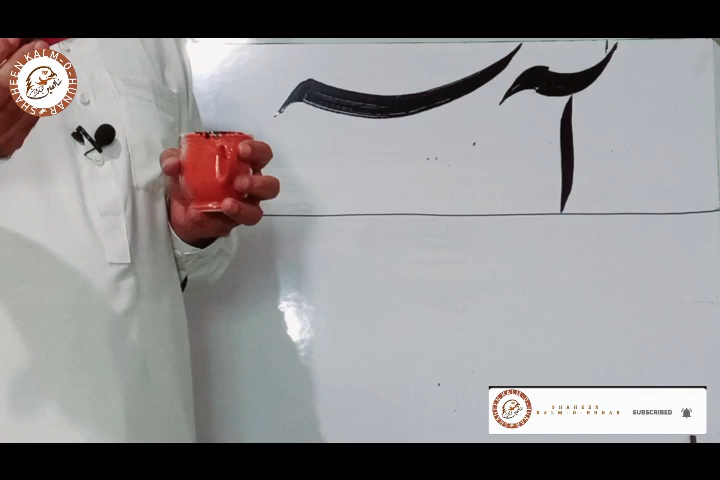 آ ٮ
SHAHEEN KALM-O-HUNAR
SHAHEEN
KALM-O-HUNAR
SUBSCRIBED